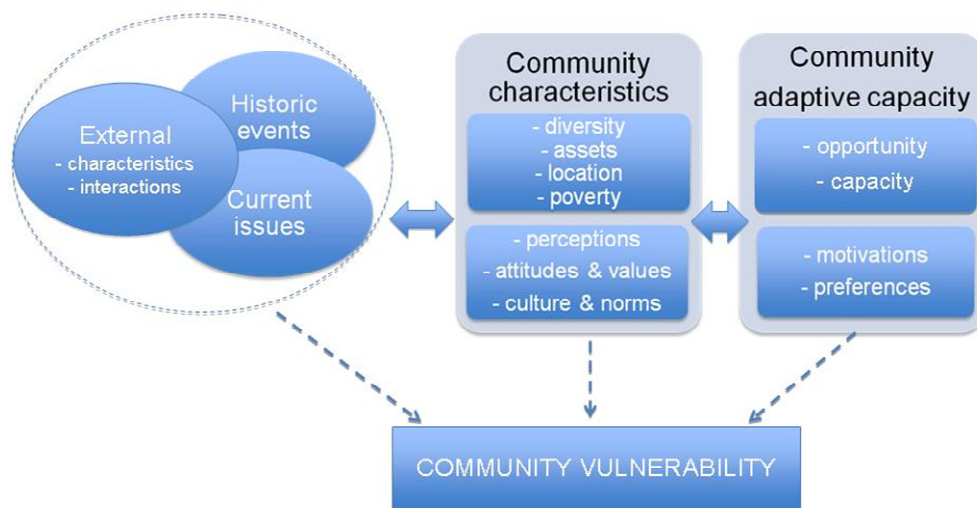 External
- characteristics
- interactions
Historic
events
Current
issues
Community
characteristics
- diversity
- assets
- location
- poverty
- perceptions
- attitudes & values
- culture & norms
Community
adaptive capacity
- opportunity
- capacity
- motivations
- preferences
COMMUNITY VULNERABILITY